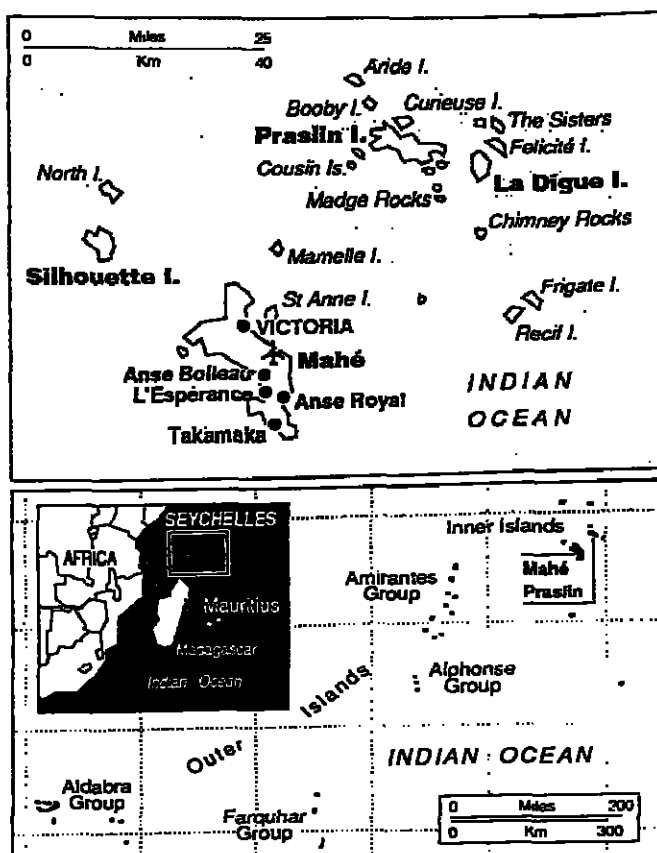 0 Miles 25
0 Km 40
Aride I.
Booby I.
Curieuse I.
Praslin I.
The Sisters
Felicité I.
Cousin Is.
La Digue I.
North I.
Madge Rocks
Chimney Rocks
Mamelle I.
Silhouette I.
St Anne I.
Frigate I.
VICTORIA
Recif I.
Mahé
Anse Boileau
INDIAN
L'Espérance
Anse Royal
OCEAN
Takamaka
SEYCHELLES
Inner Islands
AFRICA
Mahé
Amirantes
Group
Praslin
Mauritius
Madagascar
Alphonse
Group
Indian Ocean
Outer Islands
INDIAN OCEAN
Aldabra
Group
Farquhar
Group
0 Miles 200
0 Km 300